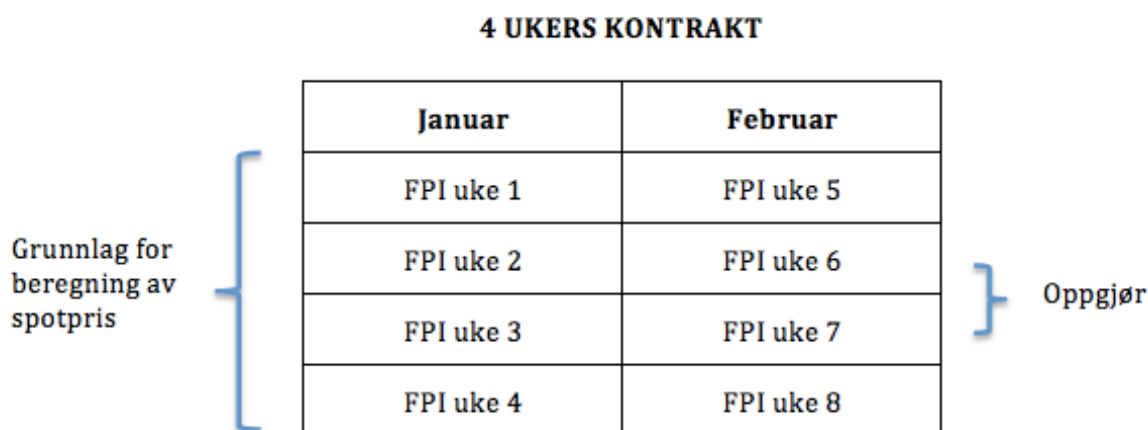 4 UKERS KONTRAKT
Januar Februar
FPI uke 1 FPI uke 5
Grunnlag for
beregning av
spotpris
FPI uke 2 FPI uke 6
Oppgjør
FPI uke 3 FPI uke 7
FPI uke 4 FPI uke 8